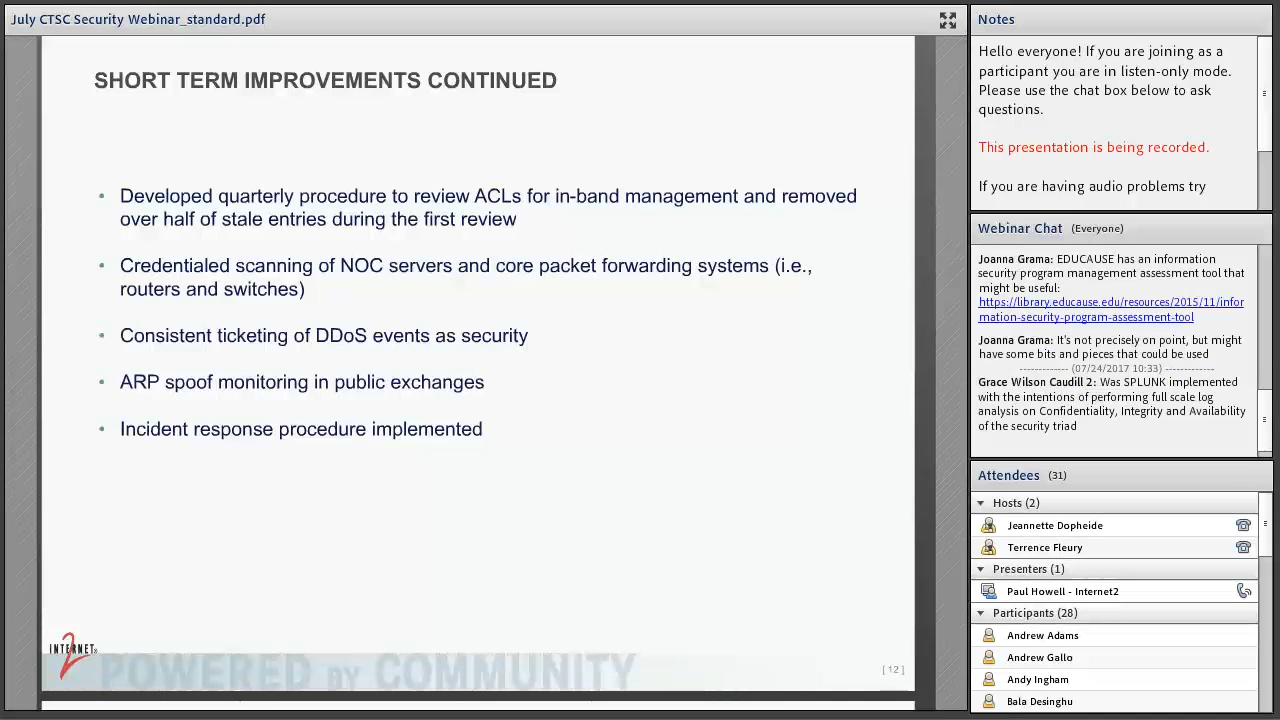 July CTSC Security Webinar_standard.pdf
SHORT TERM IMPROVEMENTS CONTINUED
• Developed quarterly procedure to review ACLs for in-band management and removed
over half of stale entries during the first review
• Credentialed scanning of NOC servers and core packet forwarding systems (i.e.,
routers and switches)
• Consistent ticketing of DDoS events as security
• ARP spoof monitoring in public exchanges
• Incident response procedure implemented
INTERNET2®
POWERED BY COMMUNITY
[ 12 ]
Notes
Hello everyone! If you are joining as a
participant you are in listen-only mode.
Please use the chat box below to ask
questions.
This presentation is being recorded.
If you are having audio problems try
Webinar Chat (Everyone)
Joanna Grama: EDUCAUSE has an information
security program management assessment tool that
might be useful:
https://library.educause.edu/resources/2015/11/infor
mation-security-program-assessment-tool
Joanna Grama: It's not precisely on point, but might
have some bits and pieces that could be used
------------- (07/24/2017 10:33) -------------
Grace Wilson Caudill 2: Was SPLUNK implemented
with the intentions of performing full scale log
analysis on Confidentiality, Integrity and Availability
of the security triad
Attendees (31)
Hosts (2)
Jeannette Dopheide
Terrence Fleury
Presenters (1)
Paul Howell - Internet2
Participants (28)
Andrew Adams
Andrew Gallo
Andy Ingham
Bala Desinghu